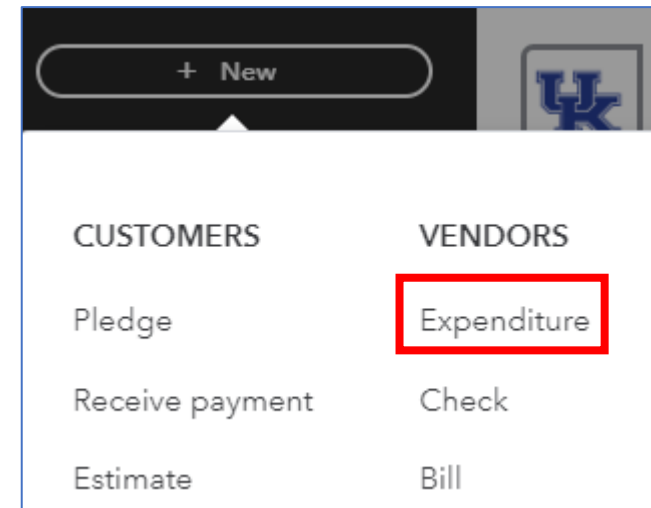 + New
UK
CUSTOMERS VENDORS
Pledge Expenditure
Receive payment Check
Estimate Bill